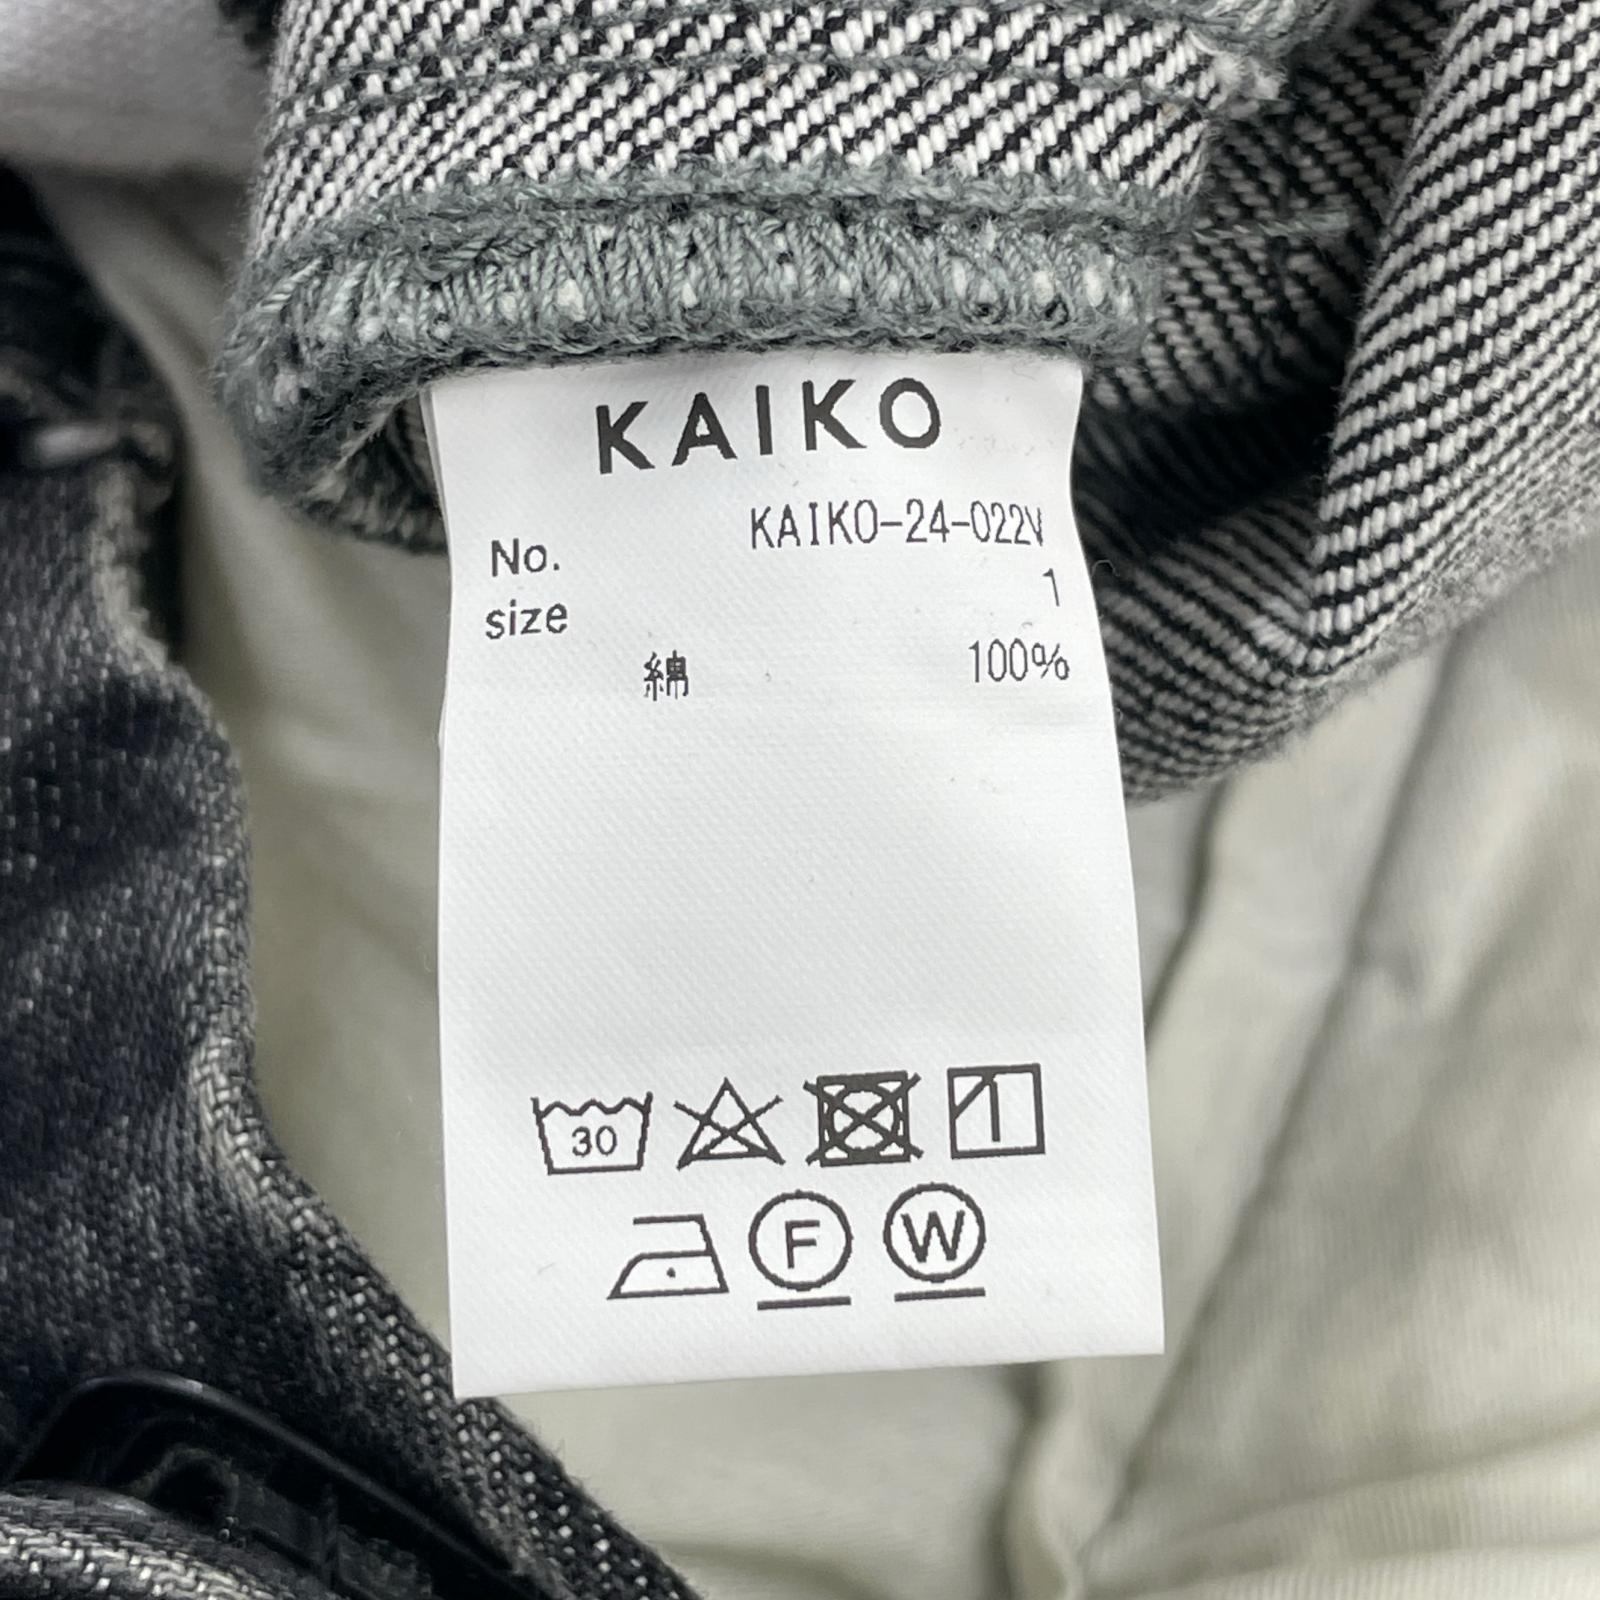 KAIKO
No. KAIKO-24-022V
size 1
綿 100%
30
F W